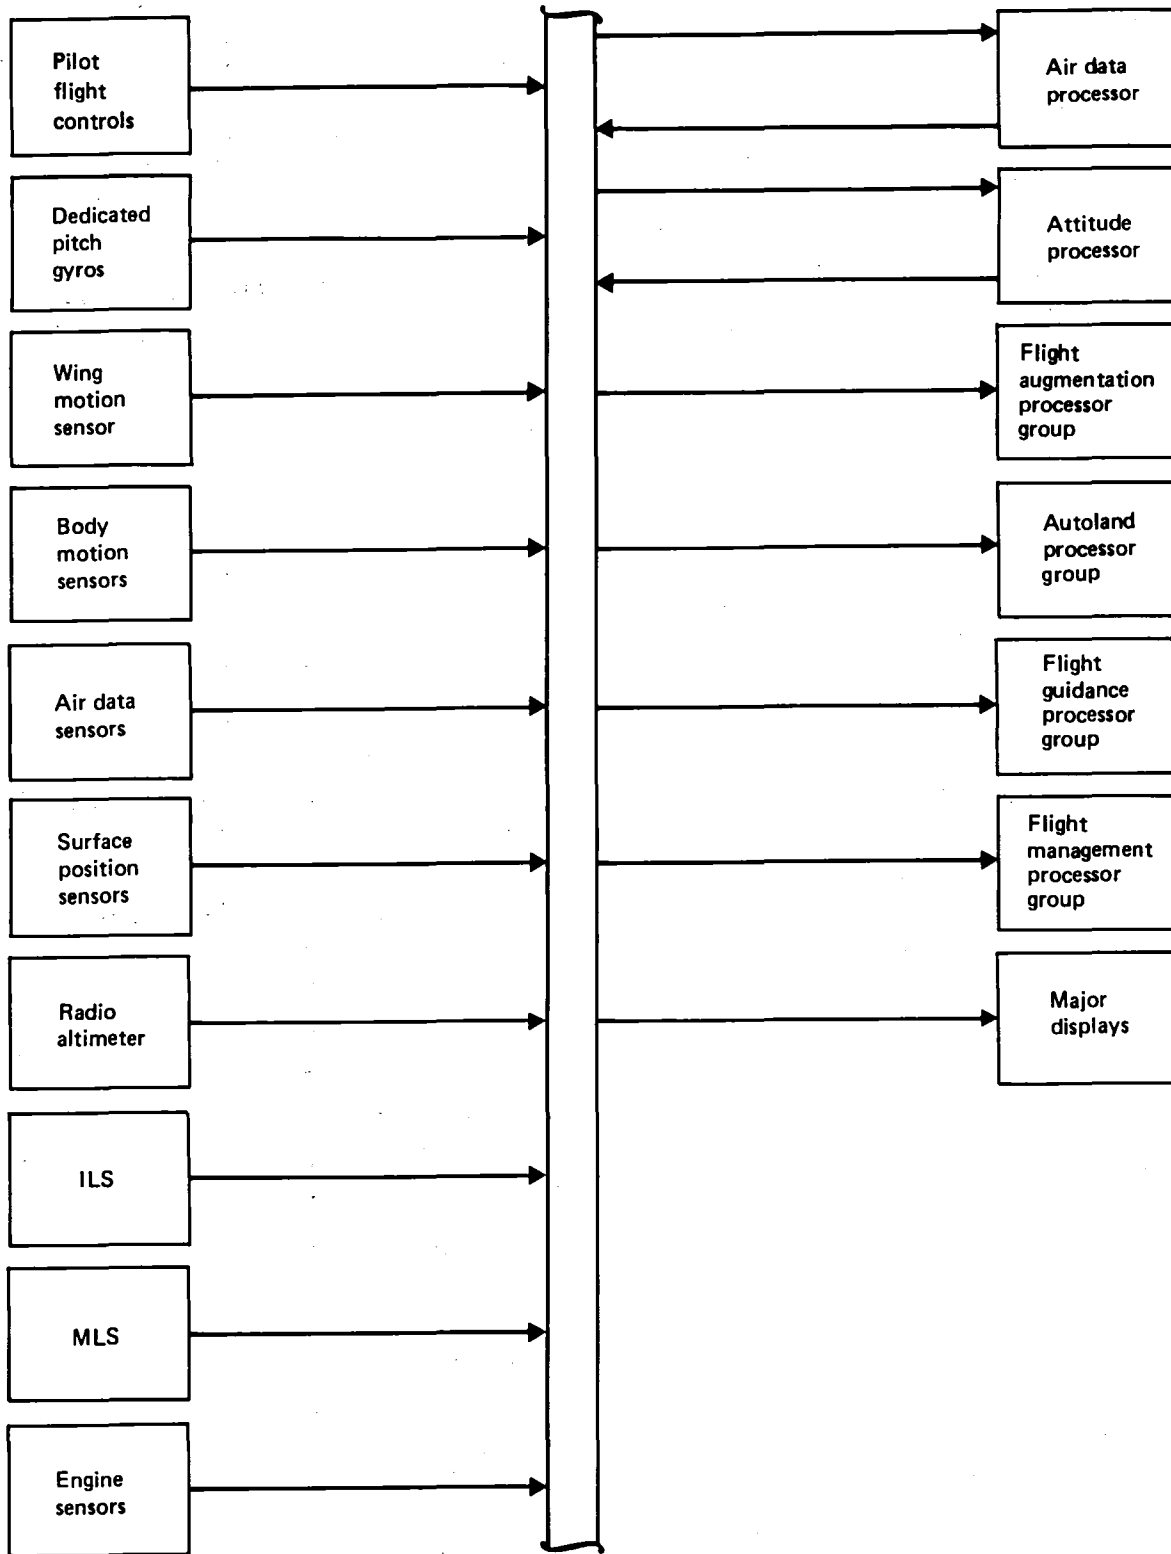 Pilot
flight
controls
Dedicated
pitch
gyros
Wing
motion
sensor
Body
motion
sensors
Air data
sensors
Surface
position
sensors
Radio
altimeter
ILS
MLS
Engine
sensors
Air data
processor
Attitude
processor
Flight
augmentation
processor
group
Autoland
processor
group
Flight
guidance
processor
group
Flight
management
processor
group
Major
displays